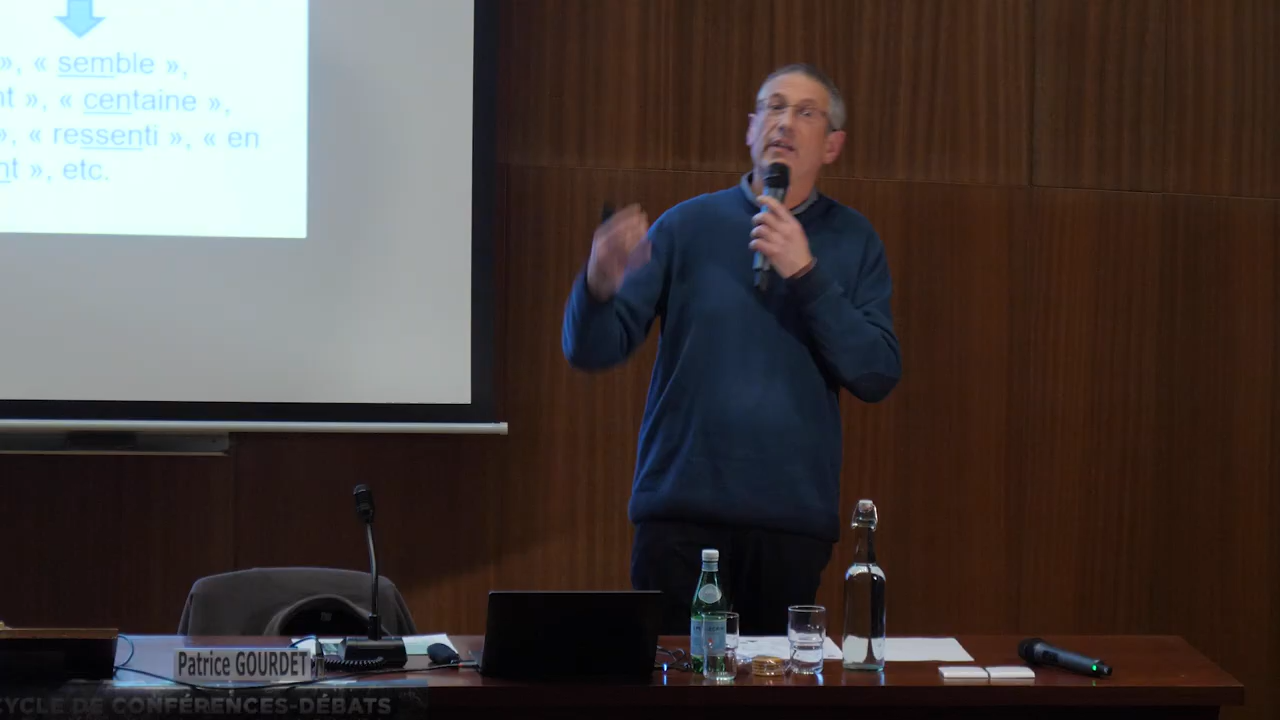 », « semble »,
nt », « centaine »,
», « ressenti », « en
nt », etc.
Patrice GOURDET
CYCLE DE CONFÉRENCES-DÉBATS